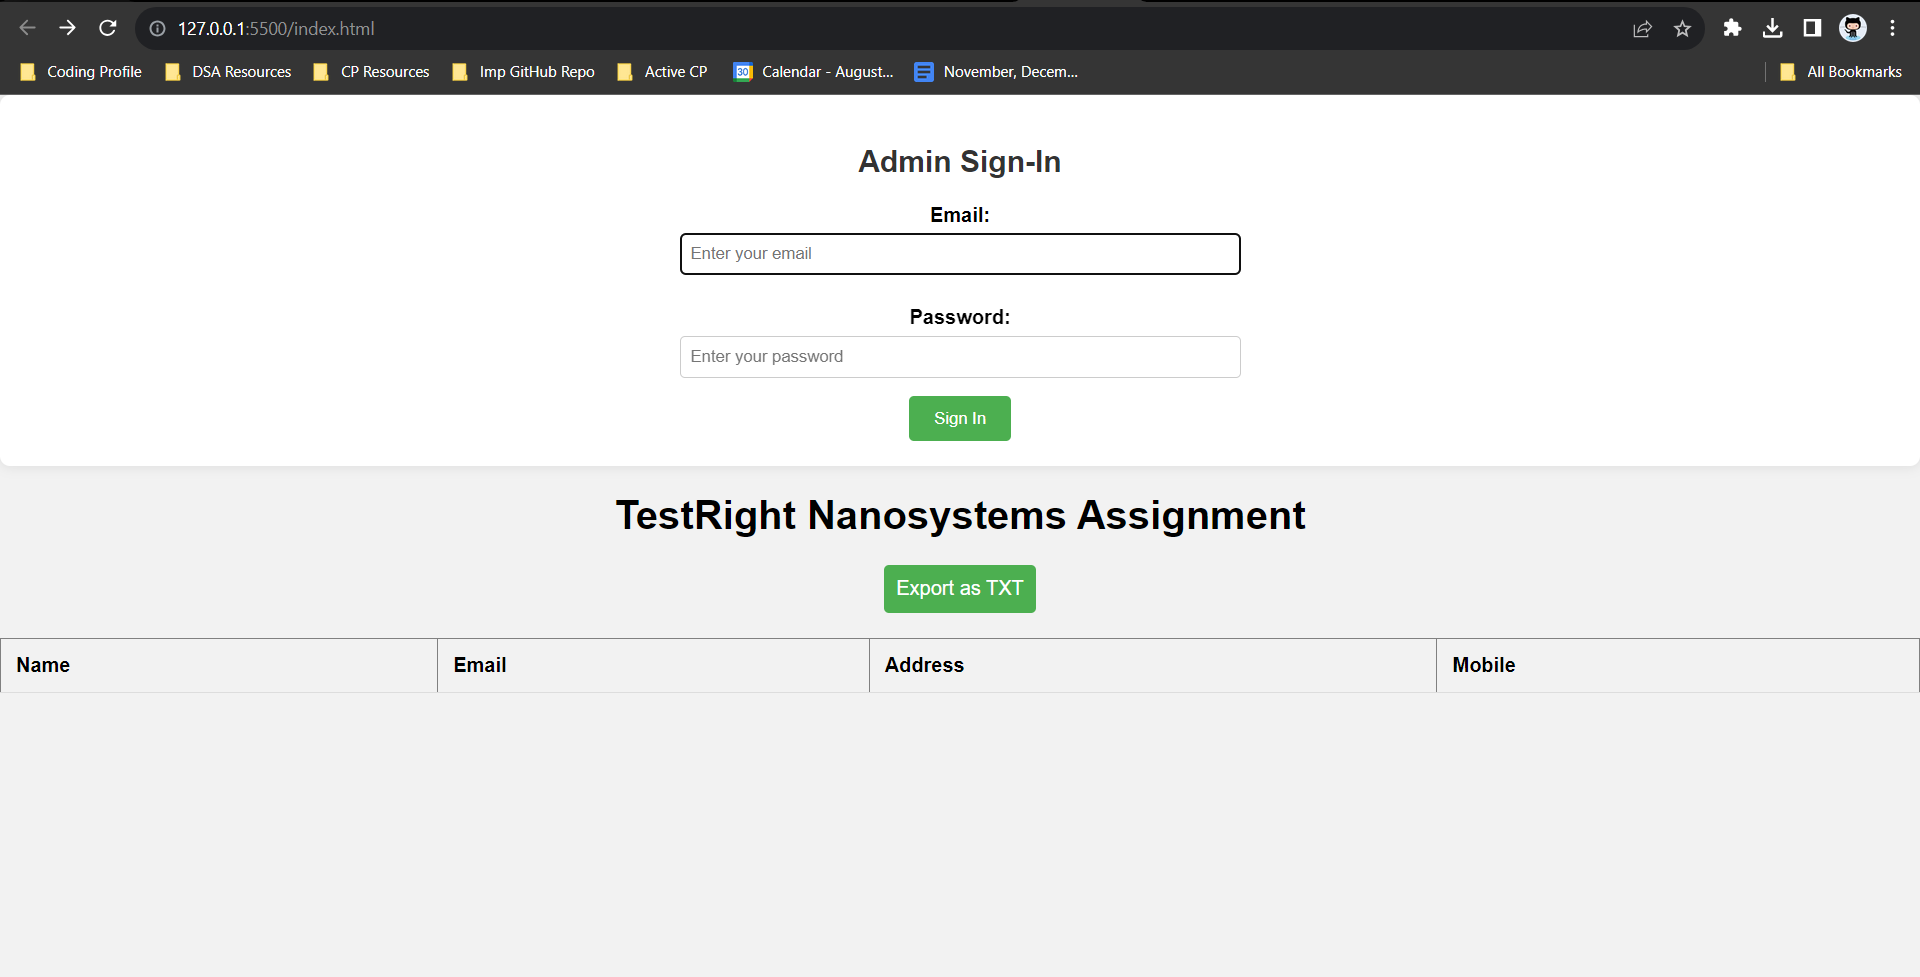 127.0.0.1:5500/index.html
Coding Profile DSA Resources CP Resources Imp GitHub Repo Active CP 30 Calendar - August... November, Decem... All Bookmarks
Admin Sign-In
Email:
Enter your email
Password:
Enter your password
Sign In
TestRight Nanosystems Assignment
Export as TXT
Name Email Address Mobile